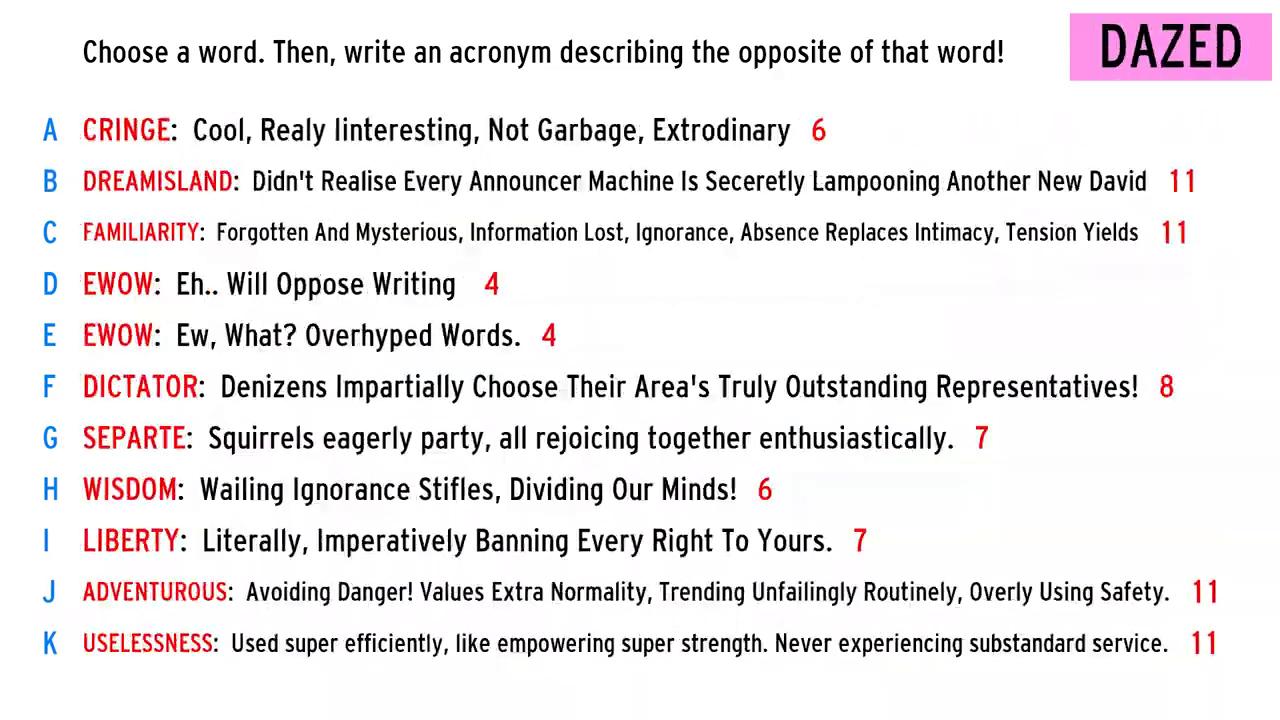 Choose a word. Then, write an acronym describing the opposite of that word!
DAZED
A CRINGE: Cool, Realy Iinteresting, Not Garbage, Extrodinary 6
B DREAMISLAND: Didn't Realise Every Announcer Machine Is Seceretly Lampooning Another New David 11
C FAMILIARITY: Forgotten And Mysterious, Information Lost, Ignorance, Absence Replaces Intimacy, Tension Yields 11
D EWOW: Eh.. Will Oppose Writing 4
E EWOW: Ew, What? Overhyped Words. 4
F DICTATOR: Denizens Impartially Choose Their Area's Truly Outstanding Representatives! 8
G SEPARTE: Squirrels eagerly party, all rejoicing together enthusiastically. 7
H WISDOM: Wailing Ignorance Stifles, Dividing Our Minds! 6
I LIBERTY: Literally, Imperatively Banning Every Right To Yours. 7
J ADVENTUROUS: Avoiding Danger! Values Extra Normality, Trending Unfailingly Routinely, Overly Using Safety. 11
K USELESSNESS: Used super efficiently, like empowering super strength. Never experiencing substandard service. 11